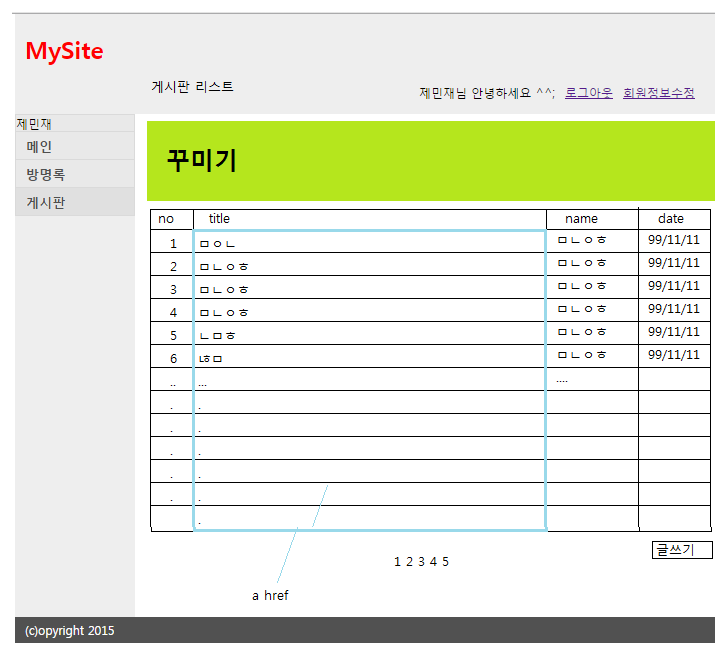 MySite
게시판 리스트
제민재님 안녕하세요 ^^; 로그아웃 회원정보수정
제민재
메인
방명록
게시판
꾸미기
no title name date
1 ㅁㅇㄴ ㅁㄴㅇㅎ 99/11/11
2 ㅁㄴㅇㅎ ㅁㄴㅇㅎ 99/11/11
3 ㅁㄴㅇㅎ ㅁㄴㅇㅎ 99/11/11
4 ㅁㄴㅇㅎ ㅁㄴㅇㅎ 99/11/11
5 ㄴㅁㅎ ㅁㄴㅇㅎ 99/11/11
6 ㄶㅁ ㅁㄴㅇㅎ 99/11/11
.. ... ....
. .
. .
. .
. .
. .
.
글쓰기
1 2 3 4 5
a href
(c)opyright 2015